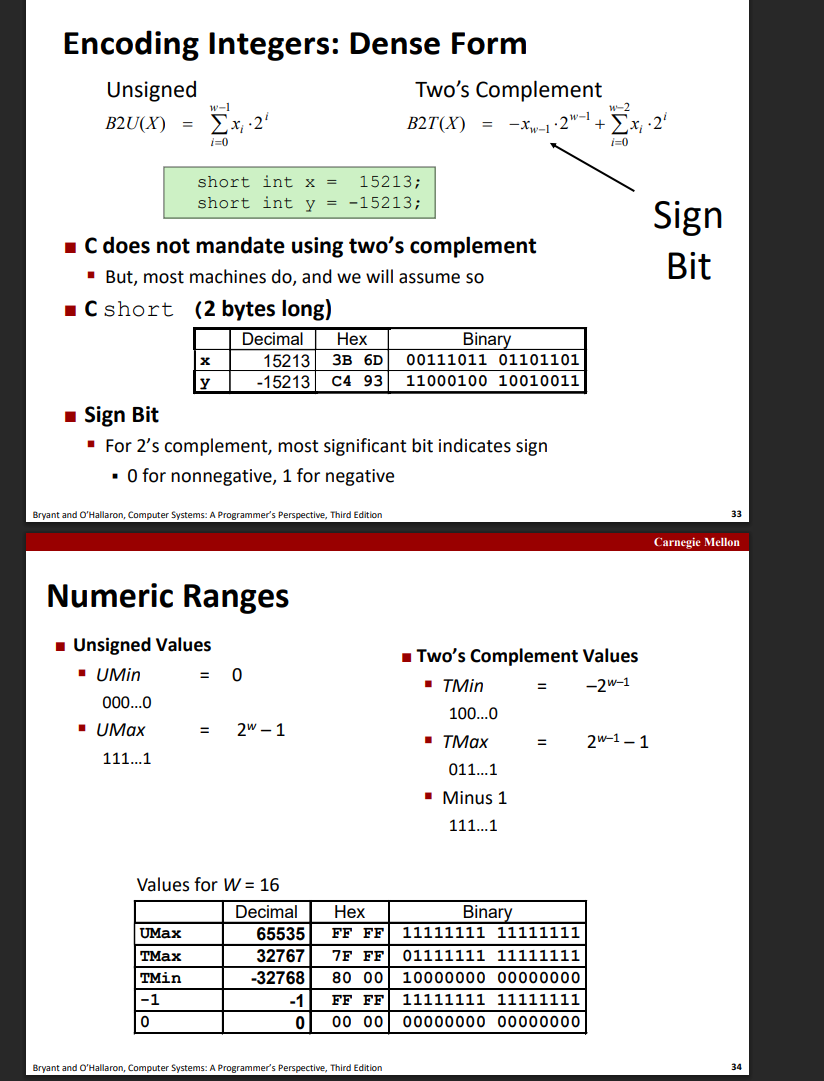 Encoding Integers: Dense Form
Unsigned
B2U(X) = ∑_{i=0}^{w−1} x_i · 2^i
Two’s Complement
B2T(X) = −x_{w−1} · 2^{w−1} + ∑_{i=0}^{w−2} x_i · 2^i
short int x =  15213;
short int y = -15213;
Sign
Bit
■ C does not mandate using two’s complement
▪ But, most machines do, and we will assume so
■ C short (2 bytes long)
Decimal Hex Binary
x 15213 3B 6D 00111011 01101101
y -15213 C4 93 11000100 10010011
■ Sign Bit
▪ For 2’s complement, most significant bit indicates sign
▪ 0 for nonnegative, 1 for negative
Bryant and O’Hallaron, Computer Systems: A Programmer’s Perspective, Third Edition 33
Carnegie Mellon
Numeric Ranges
■ Unsigned Values
▪ UMin = 0
000…0
▪ UMax = 2^w – 1
111…1
■ Two’s Complement Values
▪ TMin = –2^{w–1}
100…0
▪ TMax = 2^{w–1} – 1
011…1
▪ Minus 1
111…1
Values for W = 16
Decimal Hex Binary
UMax 65535 FF FF 11111111 11111111
TMax 32767 7F FF 01111111 11111111
TMin -32768 80 00 10000000 00000000
-1 -1 FF FF 11111111 11111111
0 0 00 00 00000000 00000000
Bryant and O’Hallaron, Computer Systems: A Programmer’s Perspective, Third Edition 34